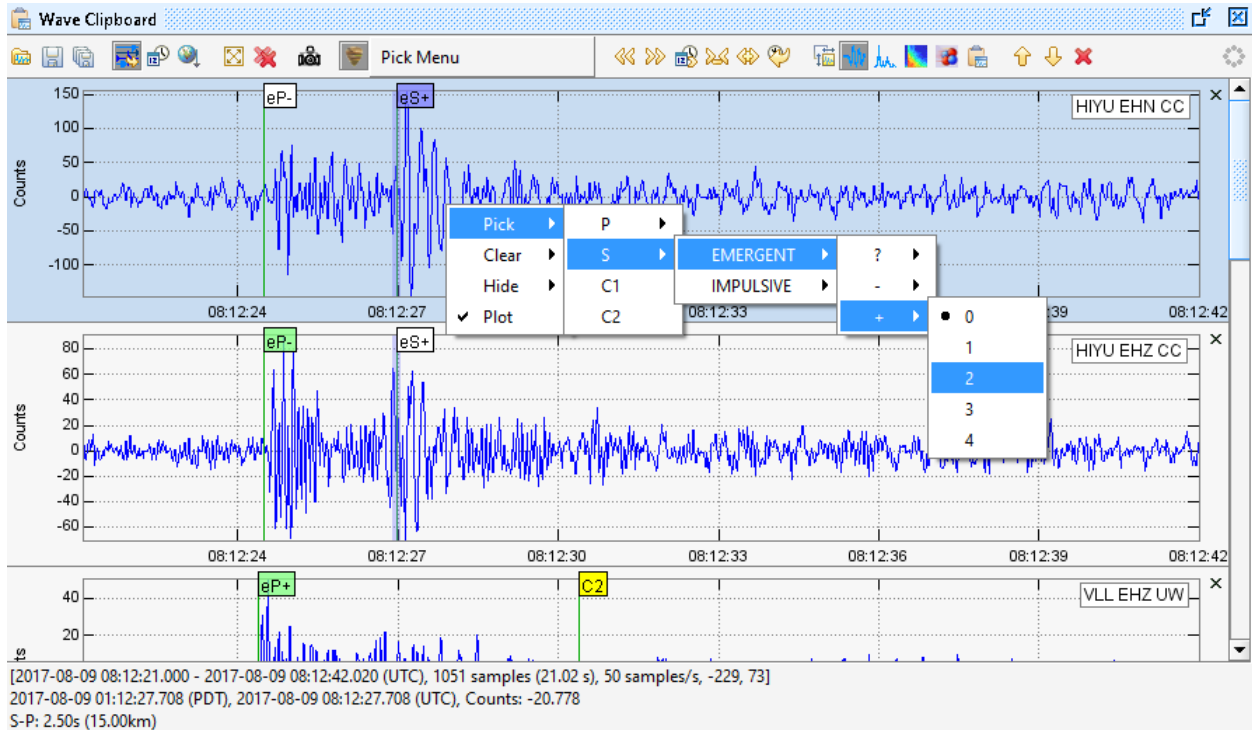 Wave Clipboard
Pick Menu
150
eP-
eS+
HIYU EHN CC
100
50
Counts
0
-50
-100
Pick
P
Clear
S
EMERGENT
?
Hide
C1
IMPULSIVE
-
Plot
C2
+
0
1
2
3
4
08:12:24
08:12:27
08:12:33
:39
08:12:42
80
eP-
eS+
HIYU EHZ CC
60
40
Counts
20
0
-20
-40
-60
08:12:24
08:12:27
08:12:30
08:12:33
08:12:36
08:12:39
08:12:42
eP+
C2
VLL EHZ UW
40
20
ts
[2017-08-09 08:12:21.000 - 2017-08-09 08:12:42.020 (UTC), 1051 samples (21.02 s), 50 samples/s, -229, 73]
2017-08-09 01:12:27.708 (PDT), 2017-08-09 08:12:27.708 (UTC), Counts: -20.778
S-P: 2.50s (15.00km)